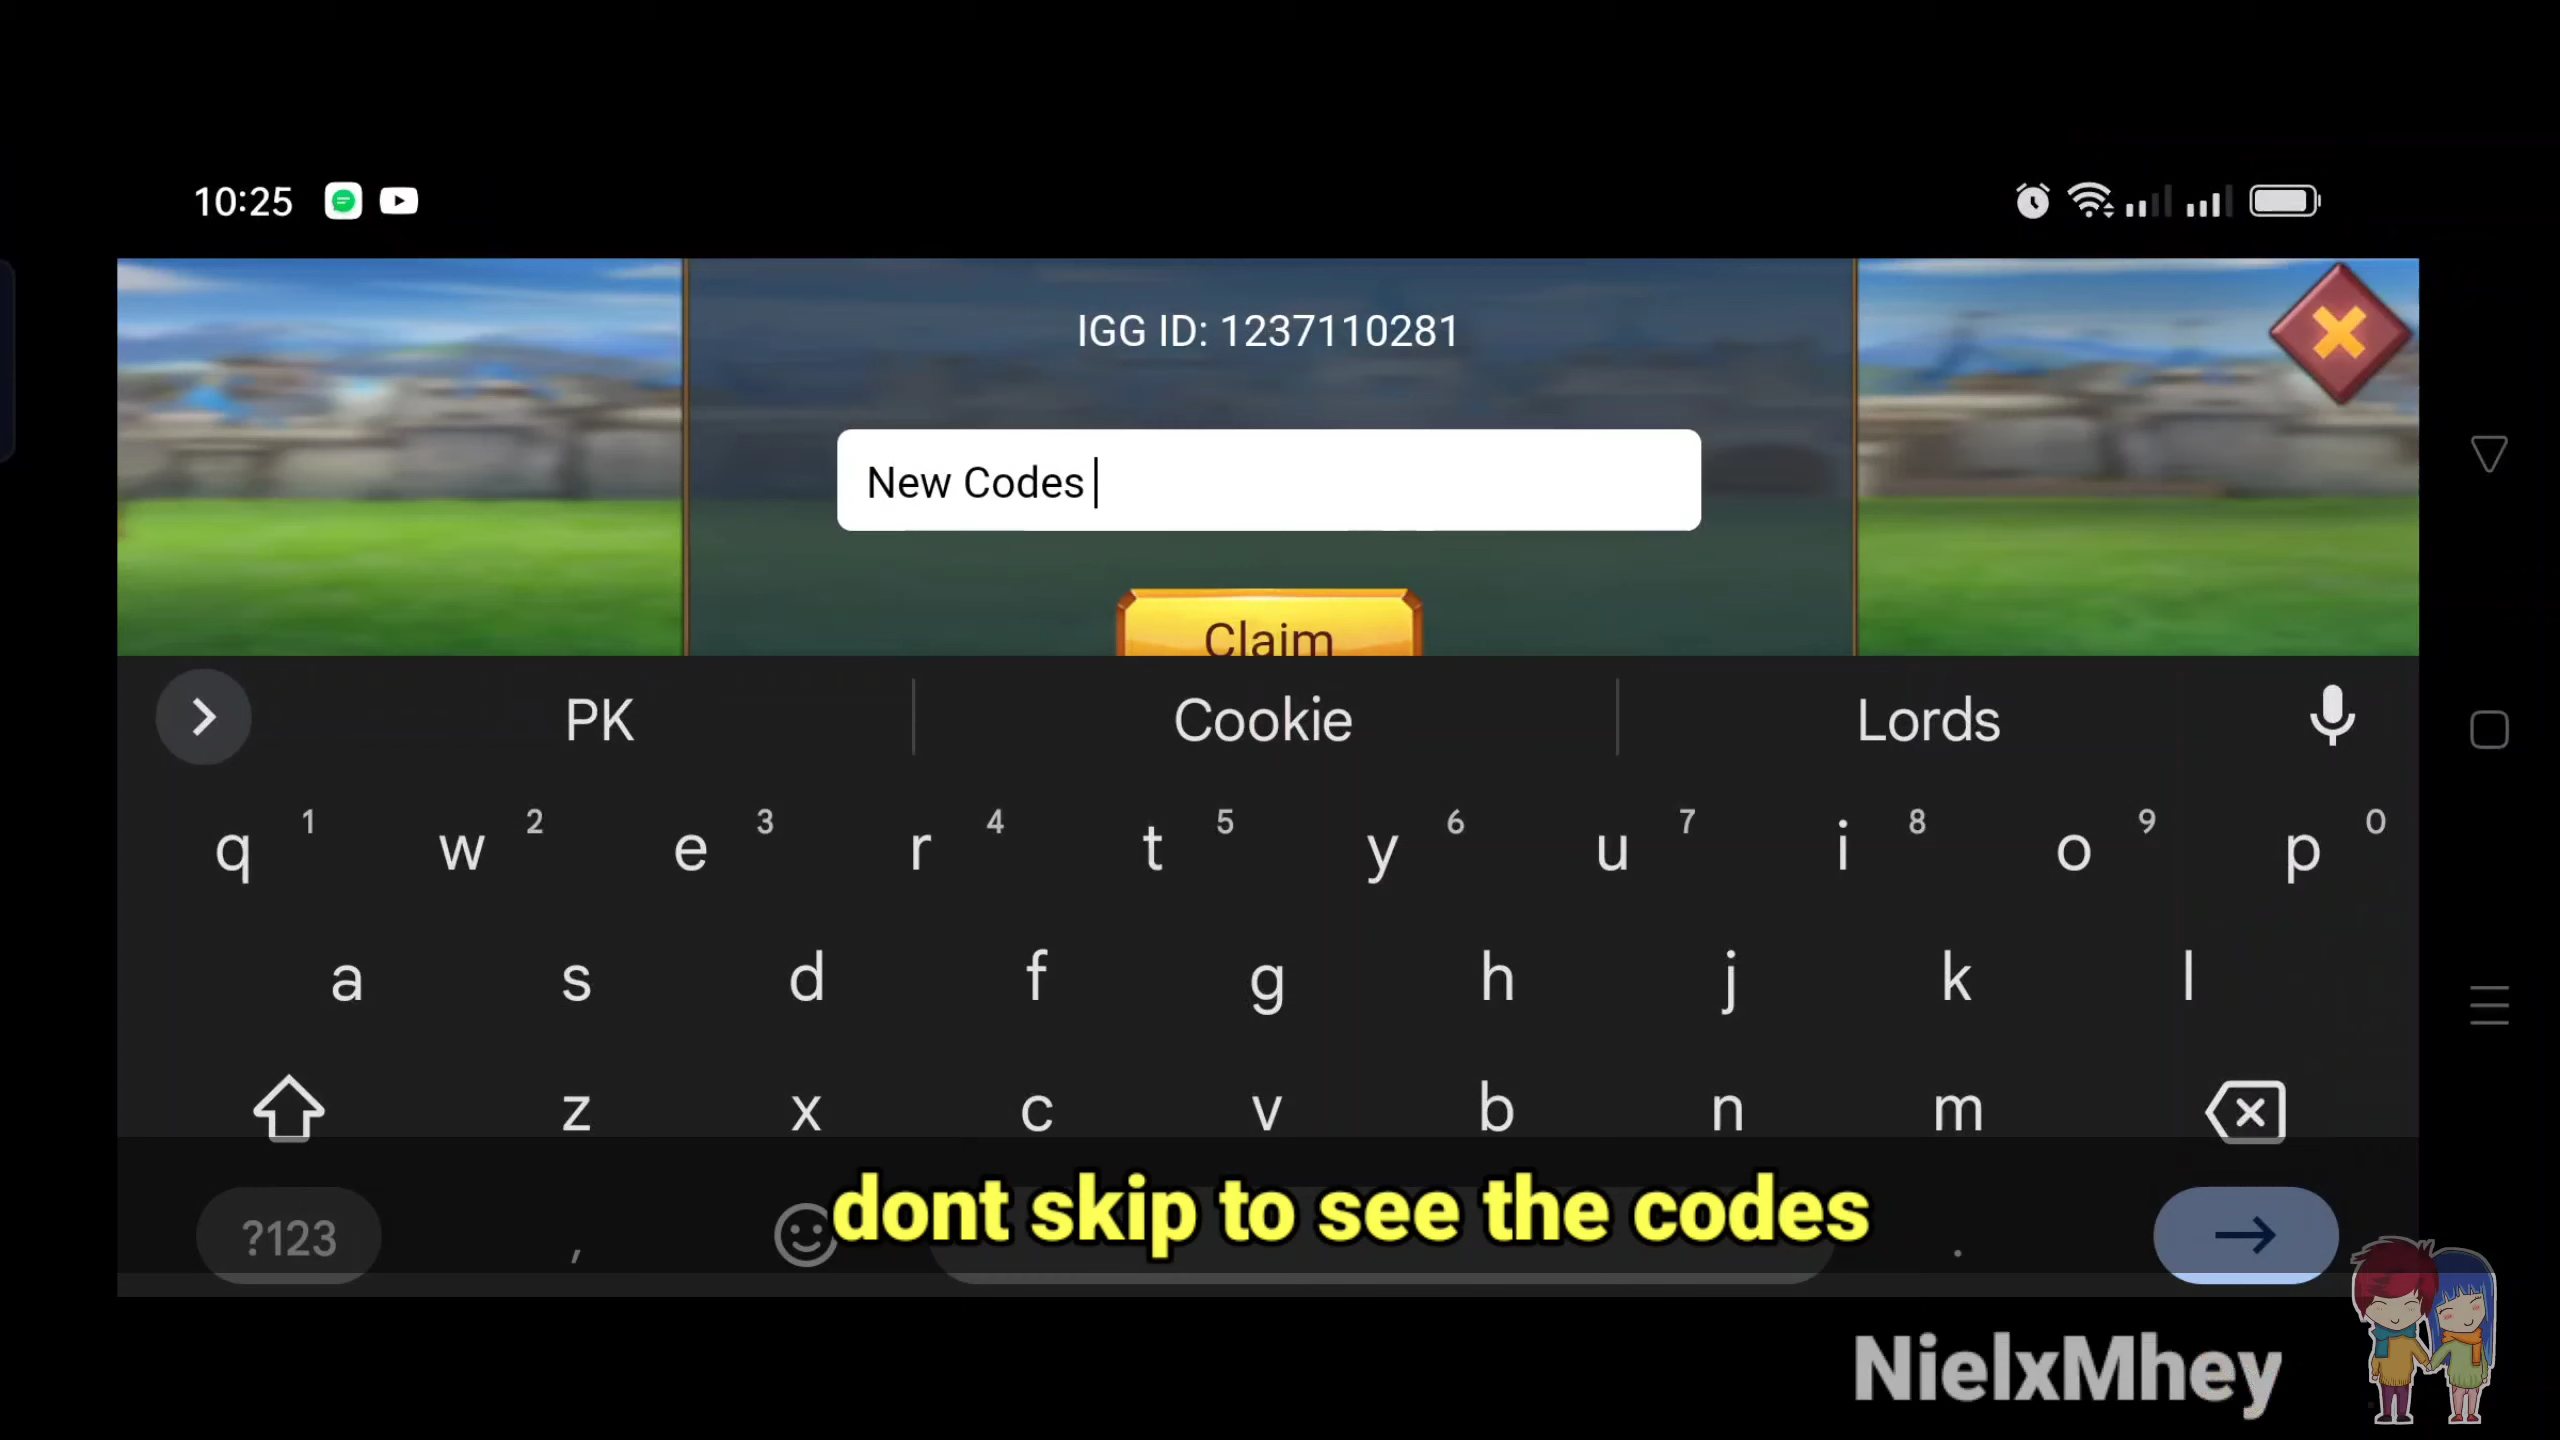 10:25
IGG ID: 1237110281
New Codes
Claim
PK Cookie Lords
q 1 w 2 e 3 r 4 t 5 y 6 u 7 i 8 o 9 p 0
a s d f g h j k l
z x c v b n m
?123 , .
dont skip to see the codes
NielxMhey